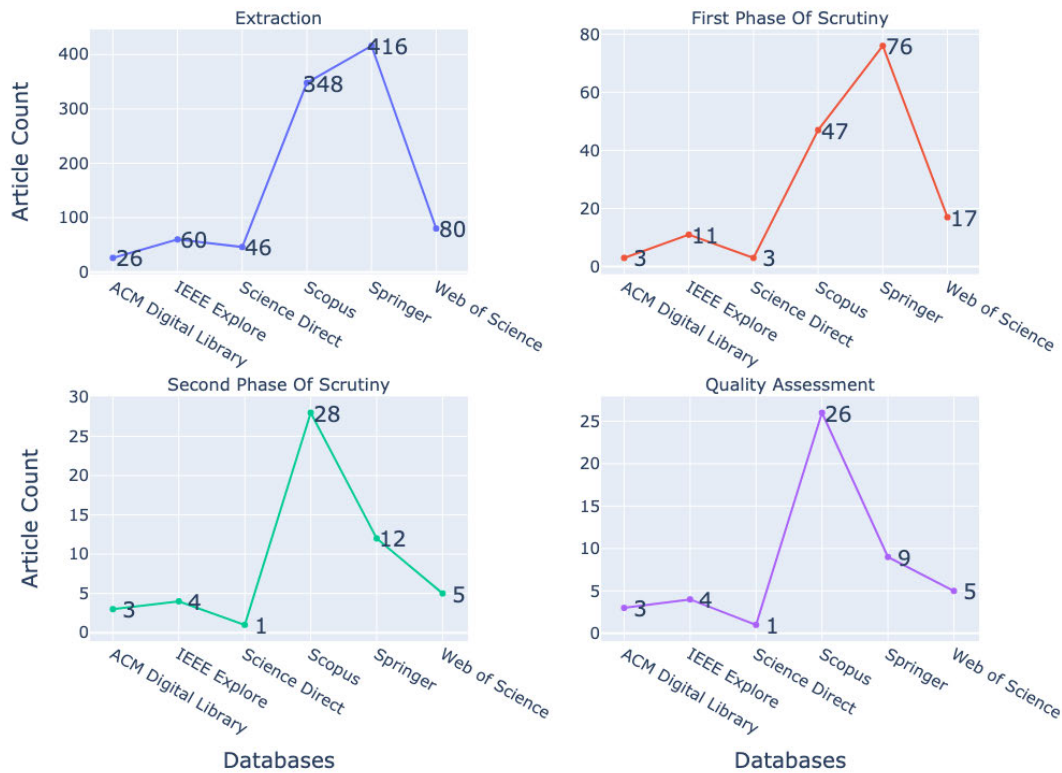 Extraction
Article Count
400
300
200
100
0
26
60
46
348
416
80
ACM Digital Library
IEEE Explore
Science Direct
Scopus
Springer
Web of Science
First Phase Of Scrutiny
80
60
40
20
0
3
11
3
47
76
17
ACM Digital Library
IEEE Explore
Science Direct
Scopus
Springer
Web of Science
Second Phase Of Scrutiny
Article Count
30
25
20
15
10
5
0
3
4
1
28
12
5
ACM Digital Library
IEEE Explore
Science Direct
Scopus
Springer
Web of Science
Databases
Quality Assessment
25
20
15
10
5
0
3
4
1
26
9
5
ACM Digital Library
IEEE Explore
Science Direct
Scopus
Springer
Web of Science
Databases